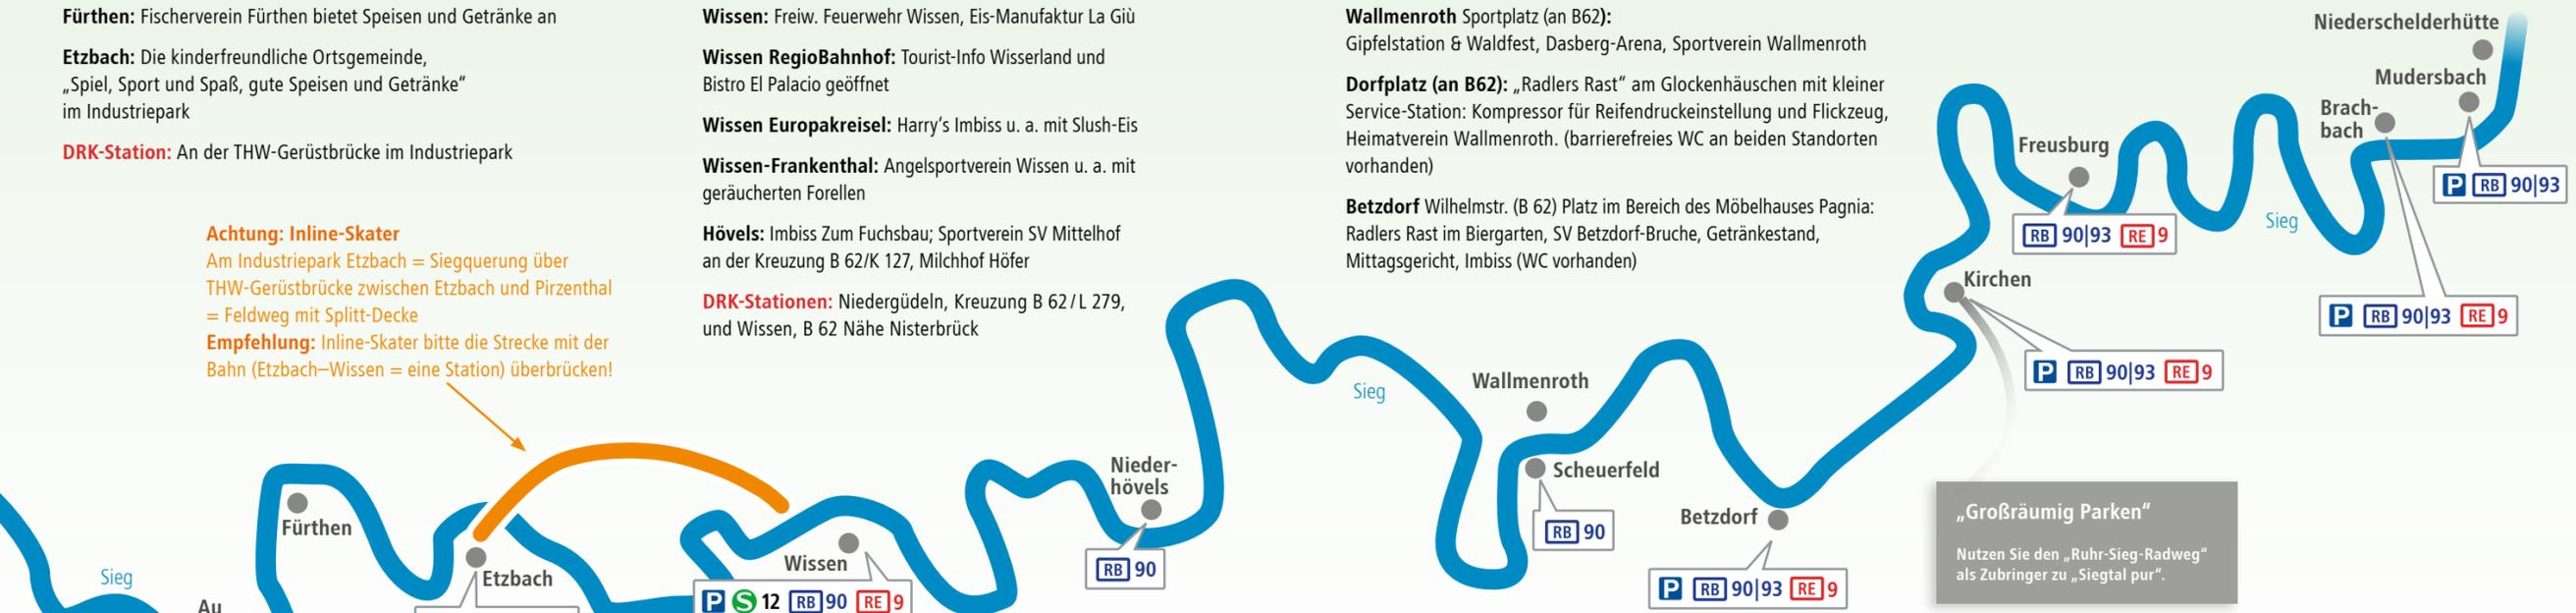 Fürthen: Fischerverein Fürthen bietet Speisen und Getränke an
Etzbach: Die kinderfreundliche Ortsgemeinde,
„Spiel, Sport und Spaß, gute Speisen und Getränke“
im Industriepark
DRK-Station: An der THW-Gerüstbrücke im Industriepark
Achtung: Inline-Skater
Am Industriepark Etzbach = Siegquerung über
THW-Gerüstbrücke zwischen Etzbach und Pirzenthal
= Feldweg mit Splitt-Decke
Empfehlung: Inline-Skater bitte die Strecke mit der
Bahn (Etzbach–Wissen = eine Station) überbrücken!
Wissen: Freiw. Feuerwehr Wissen, Eis-Manufaktur La Giù
Wissen RegioBahnhof: Tourist-Info Wisserland und
Bistro El Palacio geöffnet
Wissen Europakreisel: Harry’s Imbiss u. a. mit Slush-Eis
Wissen-Frankenthal: Angelsportverein Wissen u. a. mit
geräucherten Forellen
Hövels: Imbiss Zum Fuchsbau; Sportverein SV Mittelhof
an der Kreuzung B 62/K 127, Milchhof Höfer
DRK-Stationen: Niedergüdeln, Kreuzung B 62 / L 279,
und Wissen, B 62 Nähe Nisterbrück
Wallmenroth Sportplatz (an B62):
Gipfelstation & Waldfest, Dasberg-Arena, Sportverein Wallmenroth
Dorfplatz (an B62): „Radlers Rast“ am Glockenhäuschen mit kleiner
Service-Station: Kompressor für Reifendruckeinstellung und Flickzeug,
Heimatverein Wallmenroth. (barrierefreies WC an beiden Standorten
vorhanden)
Betzdorf Wilhelmstr. (B 62) Platz im Bereich des Möbelhauses Pagnia:
Radlers Rast im Biergarten, SV Betzdorf-Bruche, Getränkestand,
Mittagsgericht, Imbiss (WC vorhanden)
Niederschelderhütte
Mudersbach
P RB 90|93
Brach-
bach
P RB 90|93 RE 9
Freusburg
RB 90|93 RE 9
Sieg
Kirchen
P RB 90|93 RE 9
Sieg
Wallmenroth
Scheuerfeld
RB 90
Betzdorf
P RB 90|93 RE 9
Nieder-
hövels
RB 90
Wissen
P S 12 RB 90 RE 9
Fürthen
Etzbach
Sieg
Au
„Großräumig Parken“
Nutzen Sie den „Ruhr-Sieg-Radweg“
als Zubringer zu „Siegtal pur“.